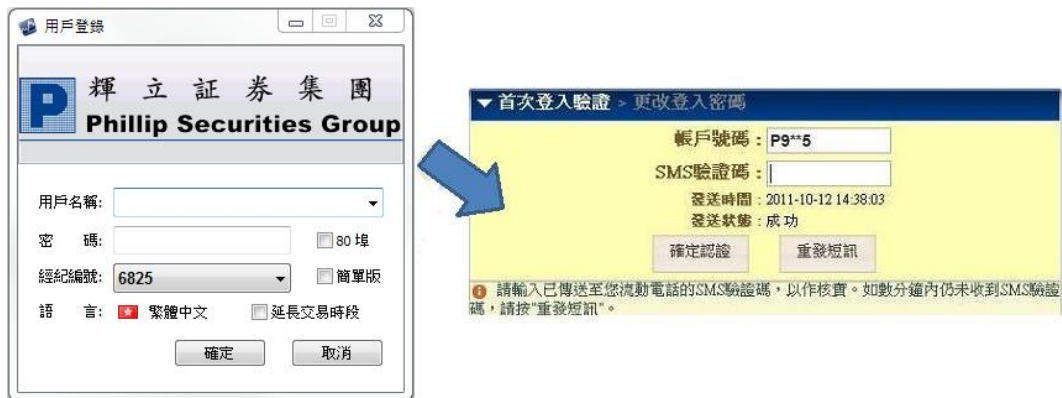 用戶登錄
輝立証券集團
Phillip Securities Group
用戶名稱:
密 碼:
80 埠
經紀編號: 6825
簡單版
語 言: 繁體中文
延長交易時段
確定 取消
▼首次登入驗證 > 更改登入密碼
帳戶號碼 : P9**5
SMS驗證碼 :
發送時間 : 2011-10-12 14:38:03
發送狀態 : 成功
確定認證 重發短訊
請輸入已傳送至您流動電話的SMS驗證碼，以作核實。如數分鐘內仍未收到SMS驗證
碼，請按"重發短訊"。